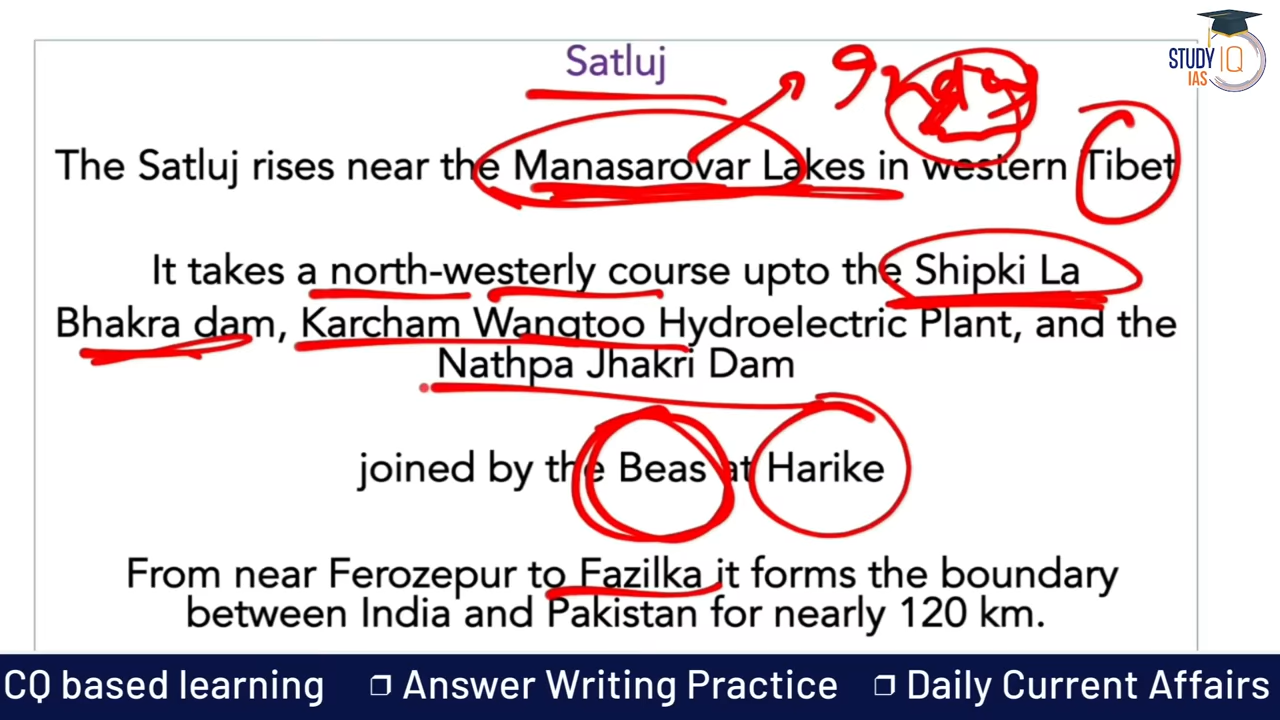 Satluj
STUDY IQ
IAS
The Satluj rises near the Manasarovar Lakes in western Tibet
It takes a north-westerly course upto the Shipki La
Bhakra dam, Karcham Wangtoo Hydroelectric Plant, and the
Nathpa Jhakri Dam
joined by the Beas at Harike
From near Ferozepur to Fazilka it forms the boundary
between India and Pakistan for nearly 120 km.
CQ based learning ❐ Answer Writing Practice ❐ Daily Current Affairs